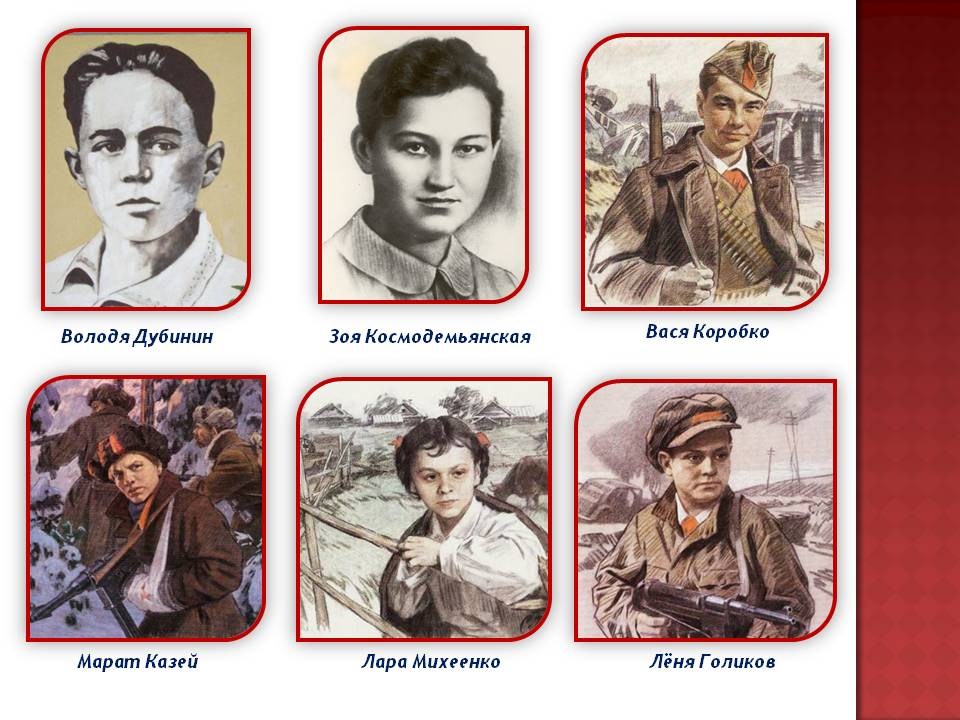 Володя Дубинин
Зоя Космодемьянская
Вася Коробко
Марат Казей
Лара Михеенко
Лёня Голиков